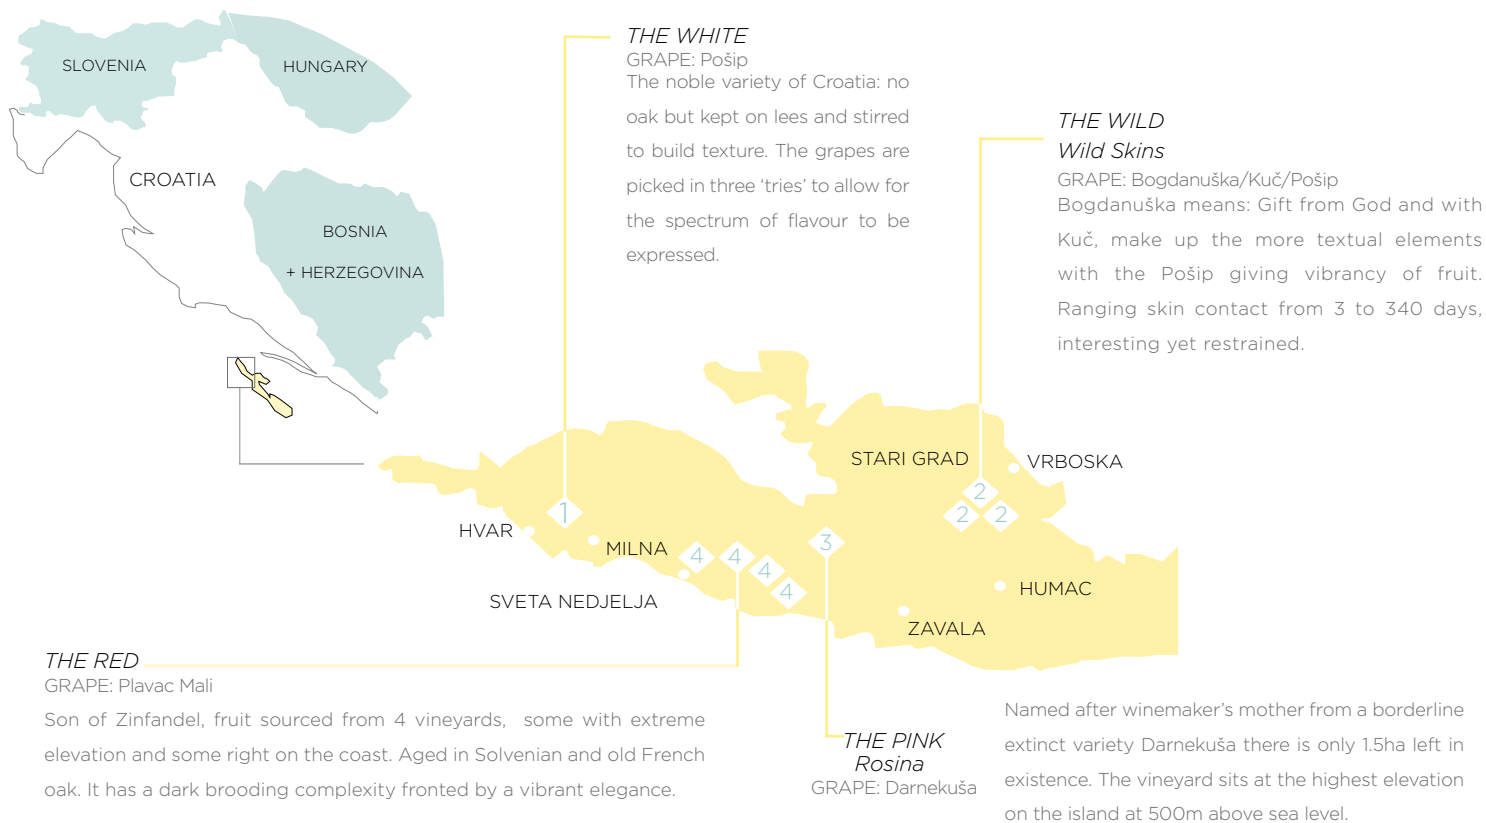 SLOVENIA
HUNGARY
CROATIA
BOSNIA
+ HERZEGOVINA
THE WHITE
GRAPE: Pošip
The noble variety of Croatia: no
oak but kept on lees and stirred
to build texture. The grapes are
picked in three ‘tries’ to allow for
the spectrum of flavour to be
expressed.
THE WILD
Wild Skins
GRAPE: Bogdanuška/Kuč/Pošip
Bogdanuška means: Gift from God and with
Kuč, make up the more textual elements
with the Pošip giving vibrancy of fruit.
Ranging skin contact from 3 to 340 days,
interesting yet restrained.
STARI GRAD
VRBOSKA
2
2 2
1
HVAR
MILNA
3
4 4
4
4
SVETA NEDJELJA
HUMAC
ZAVALA
THE RED
GRAPE: Plavac Mali
Son of Zinfandel, fruit sourced from 4 vineyards, some with extreme
elevation and some right on the coast. Aged in Solvenian and old French
oak. It has a dark brooding complexity fronted by a vibrant elegance.
THE PINK
Rosina
GRAPE: Darnekuša
Named after winemaker’s mother from a borderline
extinct variety Darnekuša there is only 1.5ha left in
existence. The vineyard sits at the highest elevation
on the island at 500m above sea level.